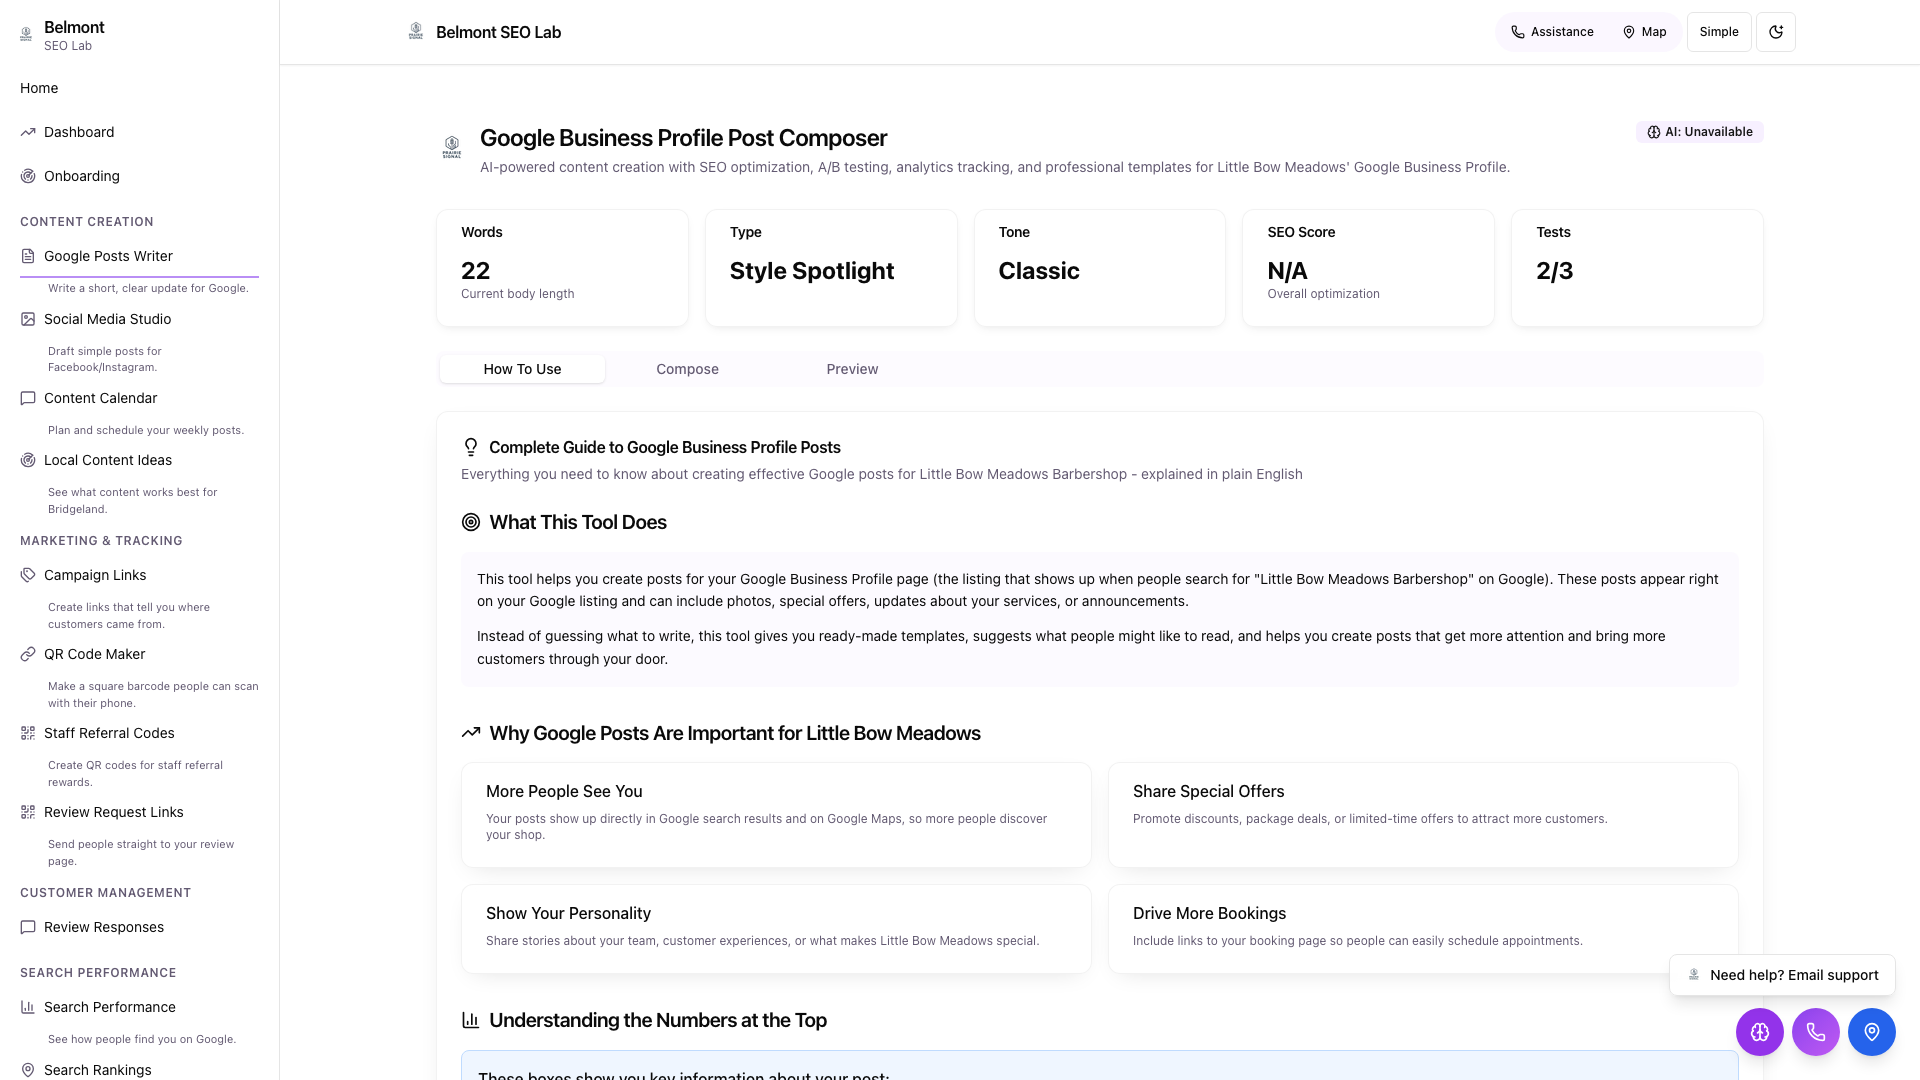 Belmont
SEO Lab
Home
Dashboard
Onboarding
CONTENT CREATION
Google Posts Writer
Write a short, clear update for Google.
Social Media Studio
Draft simple posts for
Facebook/Instagram.
Content Calendar
Plan and schedule your weekly posts.
Local Content Ideas
See what content works best for
Bridgeland.
MARKETING & TRACKING
Campaign Links
Create links that tell you where
customers came from.
QR Code Maker
Make a square barcode people can scan
with their phone.
Staff Referral Codes
Create QR codes for staff referral
rewards.
Review Request Links
Send people straight to your review
page.
CUSTOMER MANAGEMENT
Review Responses
SEARCH PERFORMANCE
Search Performance
See how people find you on Google.
Search Rankings
Belmont SEO Lab
Assistance
Map
Simple
PRAIRIE
SIGNAL
Google Business Profile Post Composer
AI-powered content creation with SEO optimization, A/B testing, analytics tracking, and professional templates for Little Bow Meadows' Google Business Profile.
AI: Unavailable
Words
22
Current body length
Type
Style Spotlight
Tone
Classic
SEO Score
N/A
Overall optimization
Tests
2/3
How To Use
Compose
Preview
Complete Guide to Google Business Profile Posts
Everything you need to know about creating effective Google posts for Little Bow Meadows Barbershop - explained in plain English
What This Tool Does
This tool helps you create posts for your Google Business Profile page (the listing that shows up when people search for "Little Bow Meadows Barbershop" on Google). These posts appear right
on your Google listing and can include photos, special offers, updates about your services, or announcements.
Instead of guessing what to write, this tool gives you ready-made templates, suggests what people might like to read, and helps you create posts that get more attention and bring more
customers through your door.
Why Google Posts Are Important for Little Bow Meadows
More People See You
Your posts show up directly in Google search results and on Google Maps, so more people discover
your shop.
Share Special Offers
Promote discounts, package deals, or limited-time offers to attract more customers.
Show Your Personality
Share stories about your team, customer experiences, or what makes Little Bow Meadows special.
Drive More Bookings
Include links to your booking page so people can easily schedule appointments.
Need help? Email support
Understanding the Numbers at the Top
These boxes show you key information about your post: